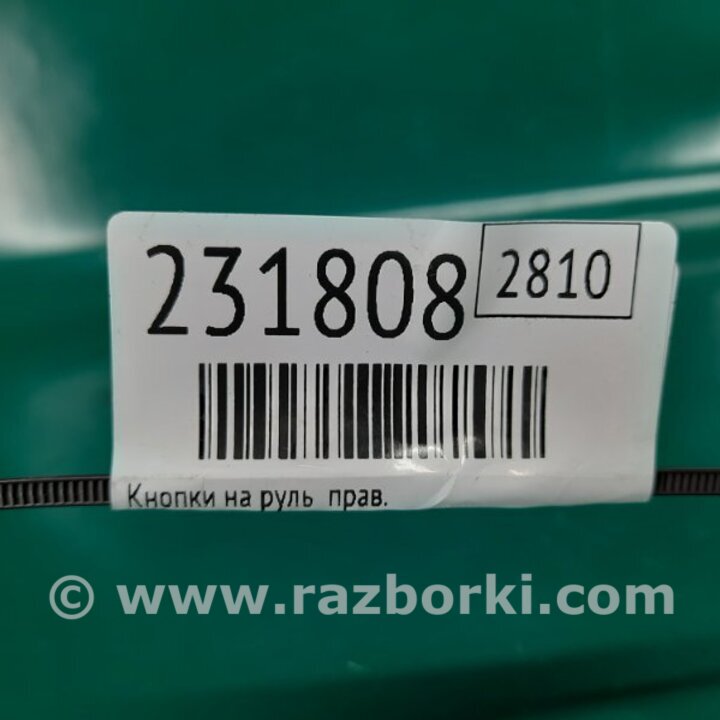 231808 2810
Кнопки на руль прав.
© www.razborki.com